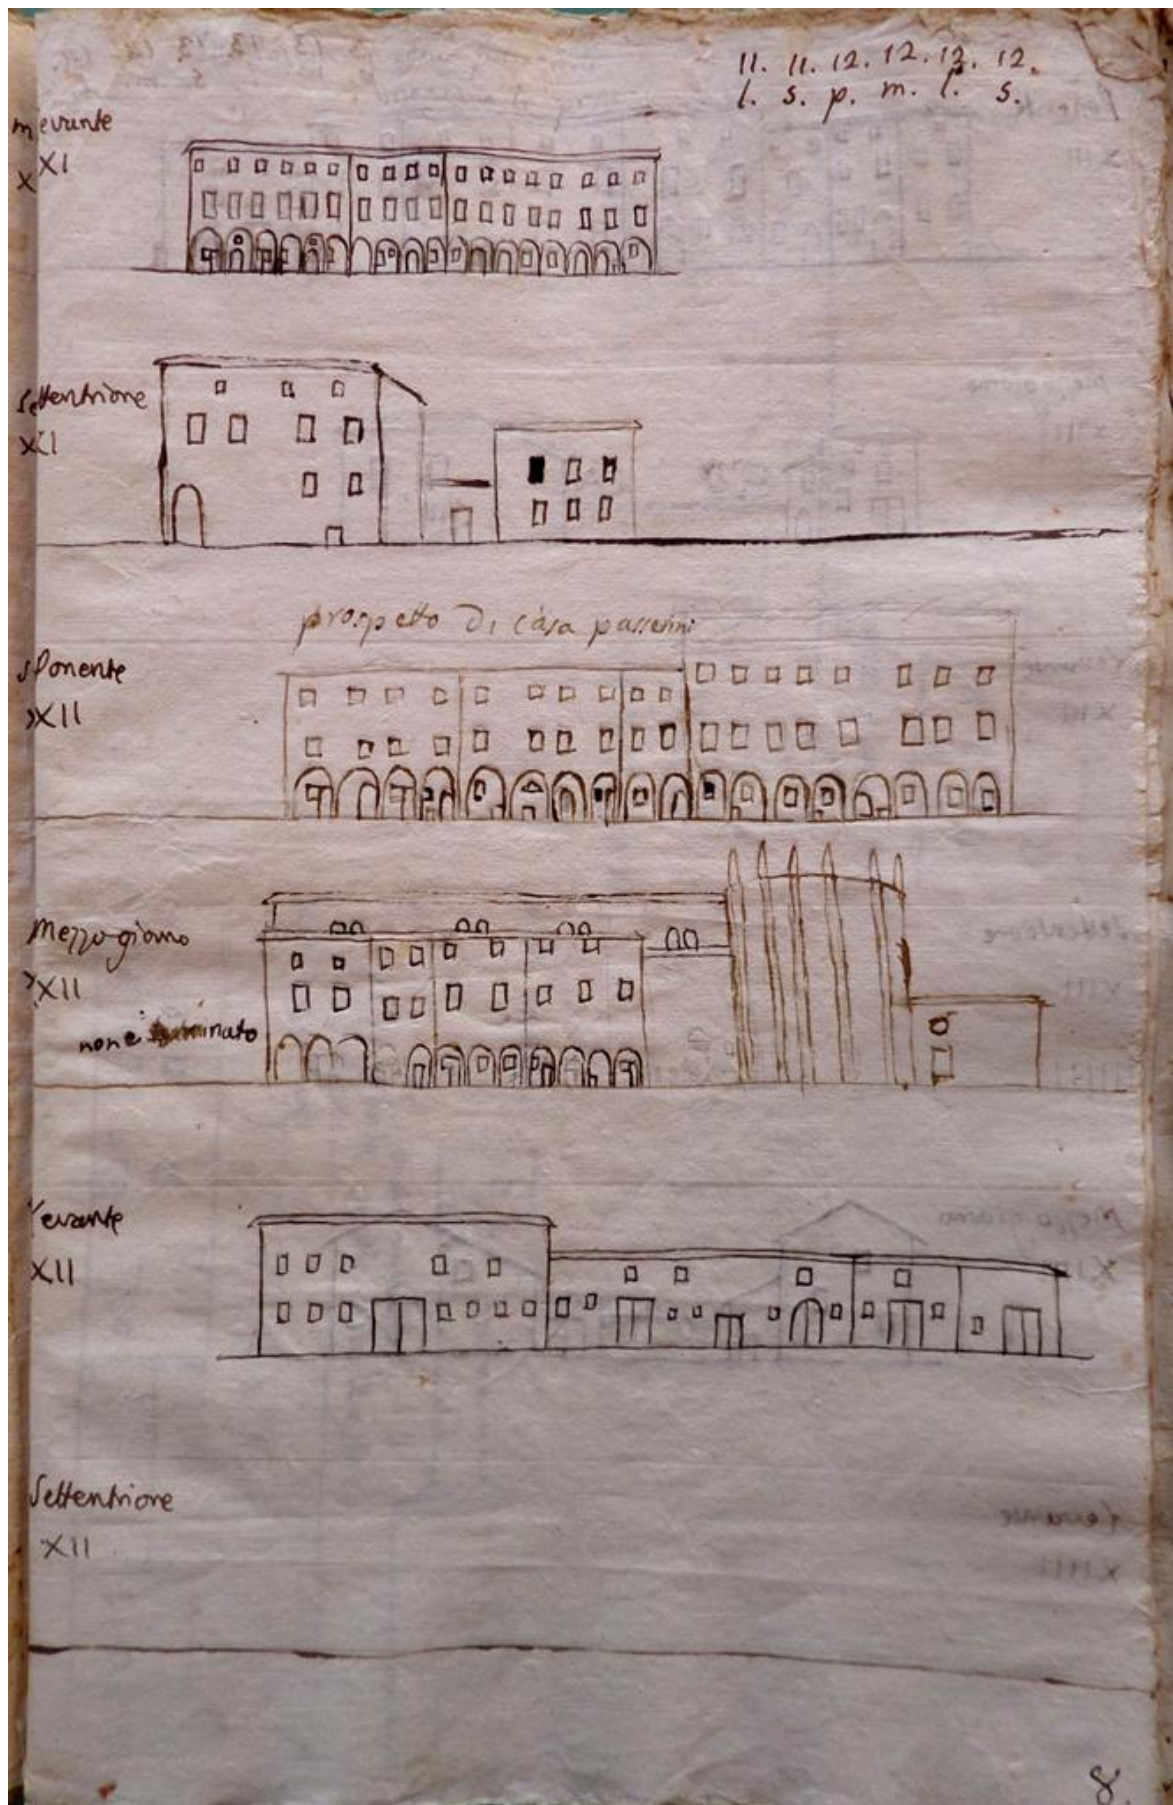 11. 11. 12. 12. 12. 12.
l. s. p. m. l. s.
levante
XI
Settentrione
XI
prospetto di casa passerini
Ponente
XII
Mezzo giorno
XII
non è
Levante
XII
Settentrione
XII
8.